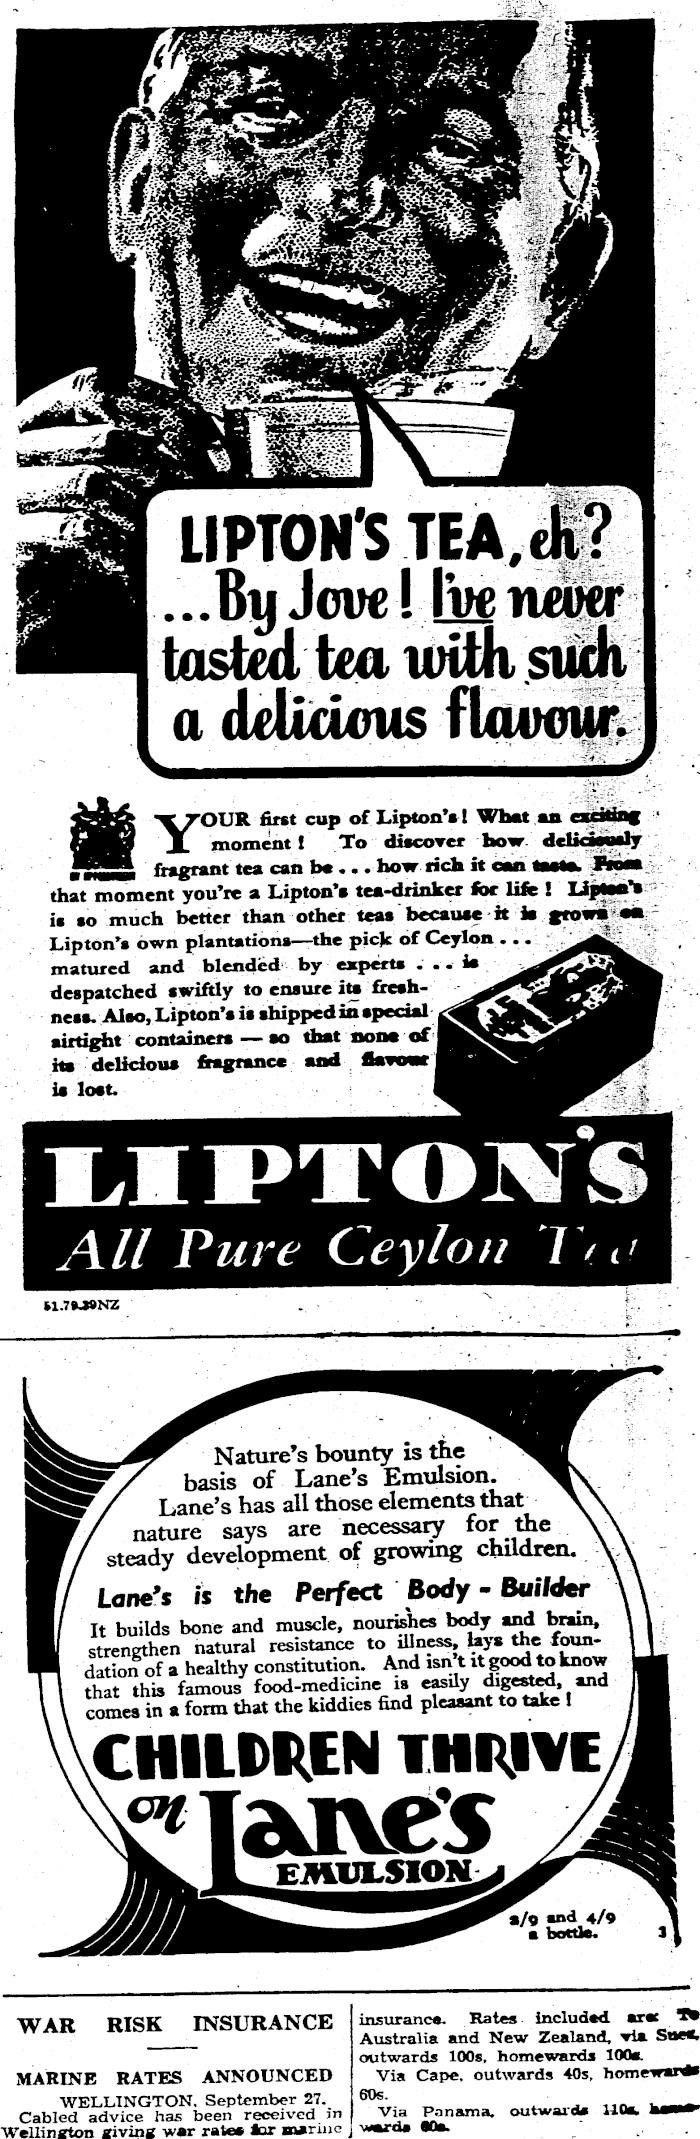 LIPTON'S TEA, eh?
...By Jove! I've never
tasted tea with such
a delicious flavour.
YOUR first cup of Lipton's! What an exciting
moment! To discover how deliciously
fragrant tea can be ... how rich it can taste. From
that moment you're a Lipton's tea-drinker for life! Lipton's
is so much better than other teas because it is grown on
Lipton's own plantations—the pick of Ceylon ...
matured and blended by experts ... is
despatched swiftly to ensure its fresh-
ness. Also, Lipton's is shipped in special
airtight containers — so that none of
its delicious fragrance and flavour
is lost.
LIPTON'S
All Pure Ceylon Tea
51.79.39NZ
Nature's bounty is the
basis of Lane's Emulsion.
Lane's has all those elements that
nature says are necessary for the
steady development of growing children.
Lane's is the Perfect Body - Builder
It builds bone and muscle, nourishes body and brain,
strengthen natural resistance to illness, lays the foun-
dation of a healthy constitution. And isn't it good to know
that this famous food-medicine is easily digested, and
comes in a form that the kiddies find pleasant to take!
CHILDREN THRIVE
on Lane's
EMULSION
2/9 and 4/9
a bottle.
3
WAR RISK INSURANCE
MARINE RATES ANNOUNCED
WELLINGTON, September 27.
Cabled advice has been received in
Wellington giving war rates for marine
insurance. Rates included are: To
Australia and New Zealand, via Suez,
outwards 100s, homewards 100s.
Via Cape, outwards 40s, homewards
60s.
Via Panama, outwards 110s, home-
wards 60s.